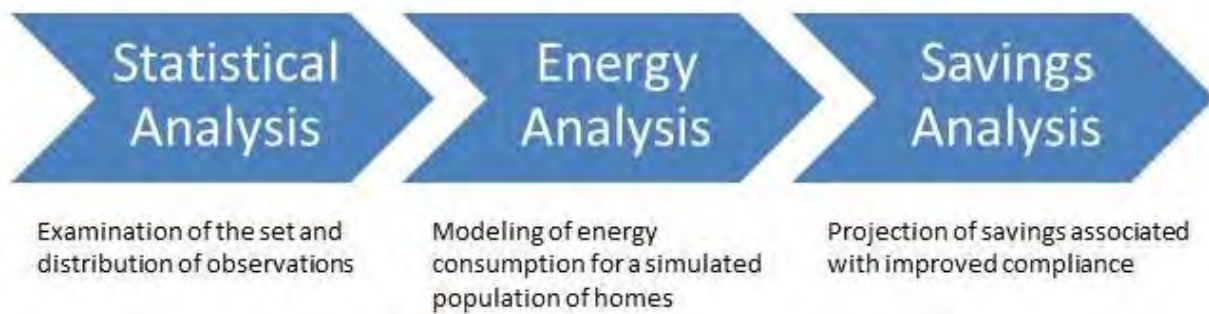 Statistical
Analysis
Energy
Analysis
Savings
Analysis
Examination of the set and
distribution of observations
Modeling of energy
consumption for a simulated
population of homes
Projection of savings associated
with improved compliance